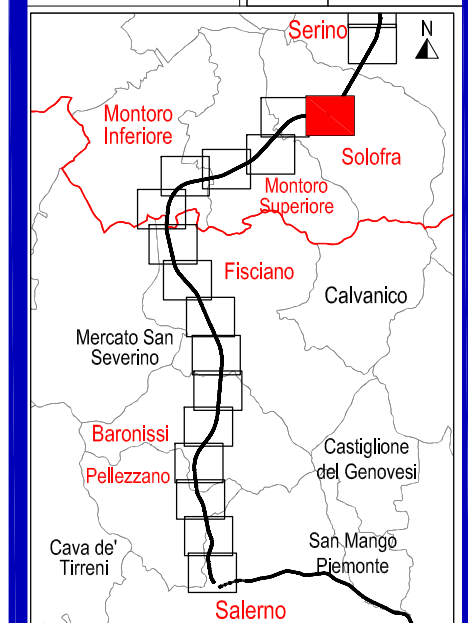 Serino
N
Montoro
Inferiore
Solofra
Montoro
Superiore
Fisciano
Calvanico
Mercato San
Severino
Baronissi
Castiglione
del Genovesi
Pellezzano
San Mango
Piemonte
Cava de'
Tirreni
Salerno